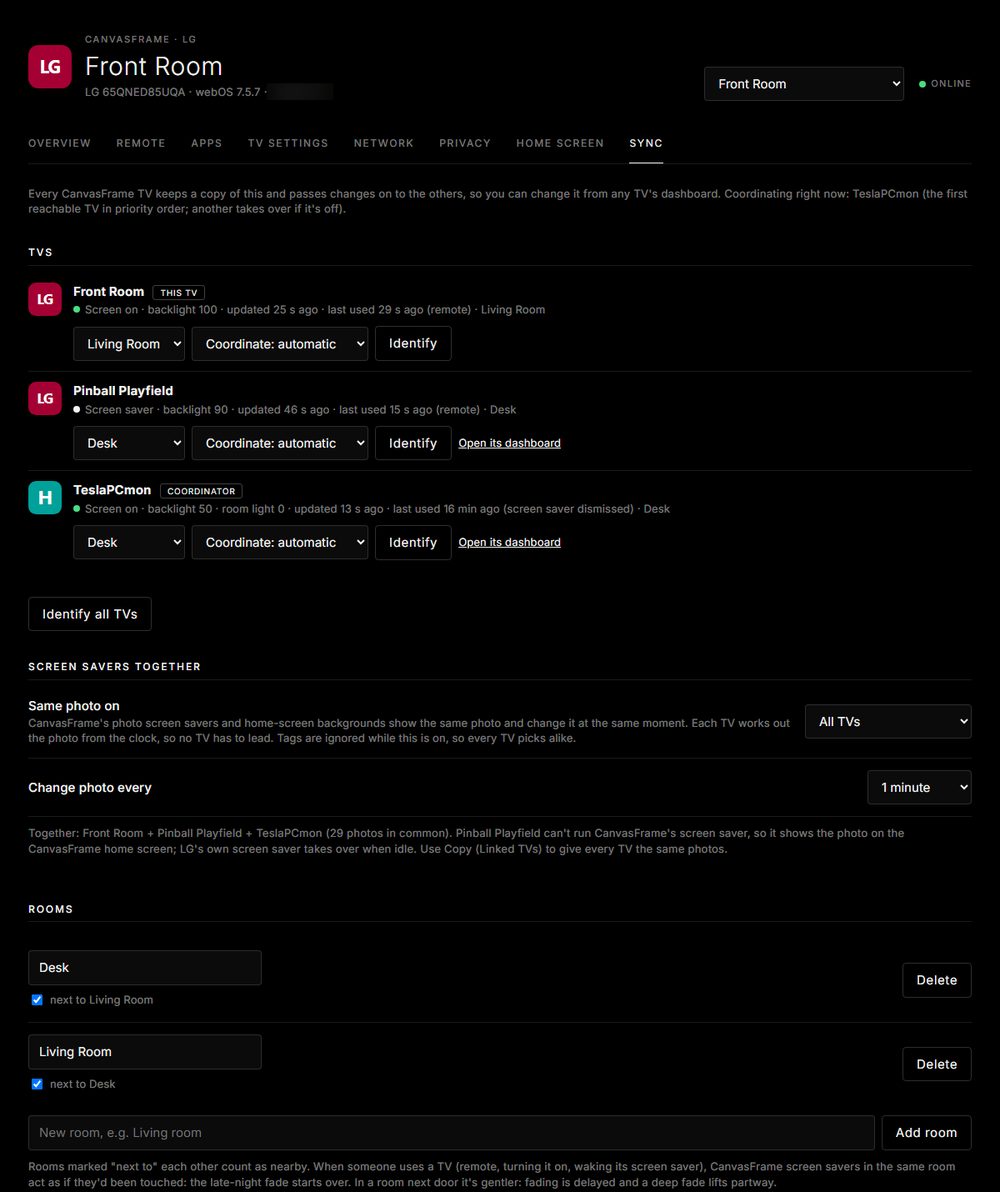 CANVASFRAME · LG
LG
Front Room
LG 65QNED85UQA · webOS 7.5.7 ·
Front Room
ONLINE
OVERVIEW REMOTE APPS TV SETTINGS NETWORK PRIVACY HOME SCREEN SYNC
Every CanvasFrame TV keeps a copy of this and passes changes on to the others, so you can change it from any TV's dashboard. Coordinating right now: TeslaPCmon (the first
reachable TV in priority order; another takes over if it's off).
TVS
LG
Front Room THIS TV
Screen on · backlight 100 · updated 25 s ago · last used 29 s ago (remote) · Living Room
Living Room Coordinate: automatic Identify
LG
Pinball Playfield
Screen saver · backlight 90 · updated 46 s ago · last used 15 s ago (remote) · Desk
Desk Coordinate: automatic Identify Open its dashboard
H
TeslaPCmon COORDINATOR
Screen on · backlight 50 · room light 0 · updated 13 s ago · last used 16 min ago (screen saver dismissed) · Desk
Desk Coordinate: automatic Identify Open its dashboard
Identify all TVs
SCREEN SAVERS TOGETHER
Same photo on
CanvasFrame's photo screen savers and home-screen backgrounds show the same photo and change it at the same moment. Each TV works out
the photo from the clock, so no TV has to lead. Tags are ignored while this is on, so every TV picks alike.
All TVs
Change photo every
1 minute
Together: Front Room + Pinball Playfield + TeslaPCmon (29 photos in common). Pinball Playfield can't run CanvasFrame's screen saver, so it shows the photo on the
CanvasFrame home screen; LG's own screen saver takes over when idle. Use Copy (Linked TVs) to give every TV the same photos.
ROOMS
Desk
next to Living Room
Delete
Living Room
next to Desk
Delete
New room, e.g. Living room
Add room
Rooms marked "next to" each other count as nearby. When someone uses a TV (remote, turning it on, waking its screen saver), CanvasFrame screen savers in the same room
act as if they'd been touched: the late-night fade starts over. In a room next door it's gentler: fading is delayed and a deep fade lifts partway.